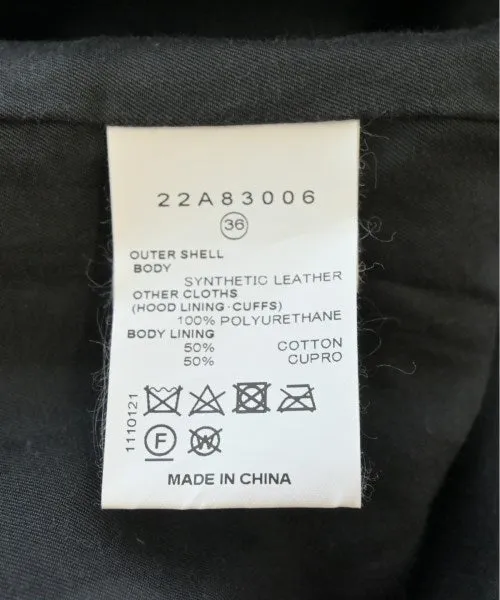 22A83006
36
OUTER SHELL
BODY
SYNTHETIC LEATHER
OTHER CLOTHS
(HOOD LINING·CUFFS)
100% POLYURETHANE
BODY LINING
50% COTTON
50% CUPRO
1110121
F
W
MADE IN CHINA